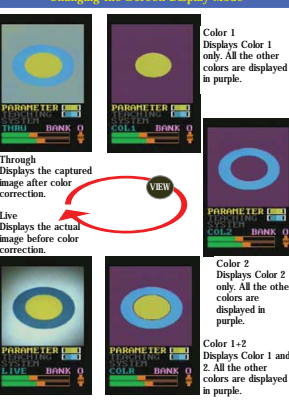 Changing the Screen Display Mode
PARAMETER
TEACHING
SYSTEM
THRU BANK 0
PARAMETER
TEACHING
SYSTEM
COL1 BANK 0
Color 1
Displays Color 1
only. All the other
colors are displayed
in purple.
Through
Displays the captured
image after color
correction.
Live
Displays the actual
image before color
correction.
VIEW
PARAMETER
TEACHING
SYSTEM
COL2 BANK 0
Color 2
Displays Color 2
only. All the othe
colors are
displayed in
purple.
PARAMETER
TEACHING
SYSTEM
LIVE BANK 0
PARAMETER
TEACHING
SYSTEM
COLR BANK 0
Color 1+2
Displays Color 1 and
2. All the other
colors are displayed
in purple.